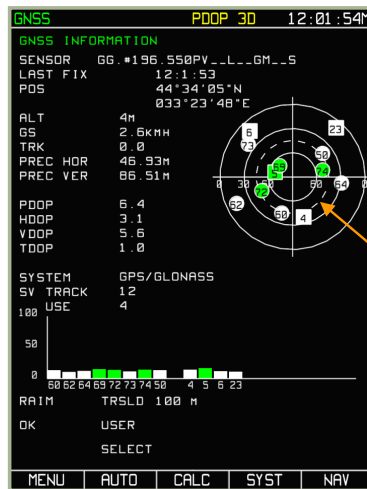 GNSS PDOP 3D 12:01:54M
GNSS INFORMATION
SENSOR GG.#196.550PV__L__GM__S
LAST FIX 12:1:53
POS 44°34'05"N
033°23'48"E
ALT 4M
GS 2.6KMH
TRK 0.0
PREC HOR 46.93M
PREC VER 86.51M
PDOP 6.4
HDOP 3.1
VDOP 5.6
TDOP 1.0
6
23
73
50
69
5
74
0 30 60 0
64
72
62
60
4
SYSTEM GPS/GLONASS
SV TRACK 12
USE 4
100
50
0
60 62 64 69 72 73 74 50 4 5 6 23
RAIM TRSLD 100 M
OK USER
SELECT
MENU AUTO CALC SYST NAV